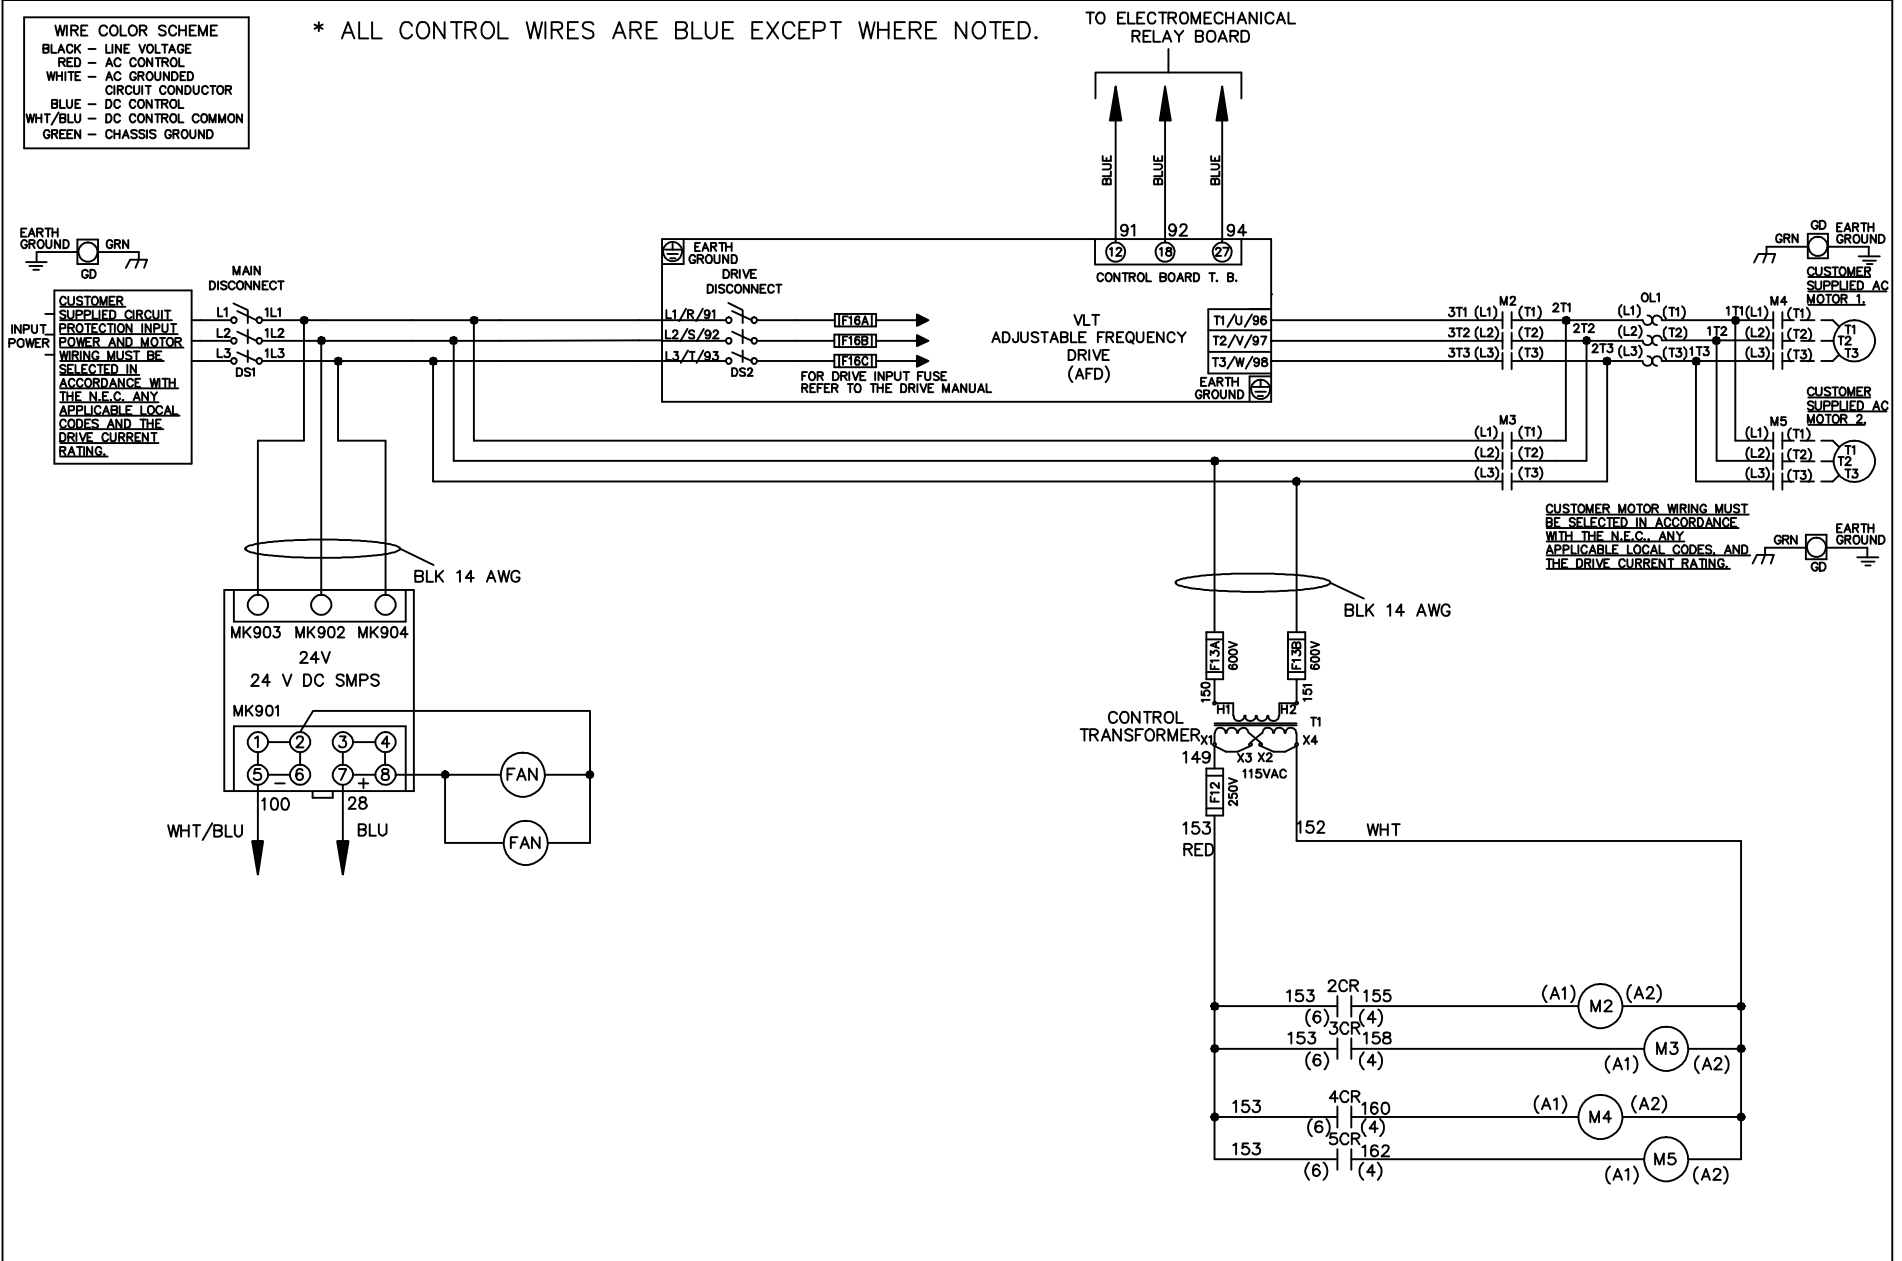 WIRE COLOR SCHEME
BLACK – LINE VOLTAGE
RED – AC CONTROL
WHITE – AC GROUNDED
CIRCUIT CONDUCTOR
BLUE – DC CONTROL
WHT/BLU – DC CONTROL COMMON
GREEN – CHASSIS GROUND
* ALL CONTROL WIRES ARE BLUE EXCEPT WHERE NOTED.
TO ELECTROMECHANICAL
RELAY BOARD
BLUE
BLUE
BLUE
91 92 94
12 18 27
CONTROL BOARD T. B.
EARTH
GROUND
GRN
GD
INPUT
POWER
CUSTOMER
SUPPLIED CIRCUIT
PROTECTION INPUT
POWER AND MOTOR
WIRING MUST BE
SELECTED IN
ACCORDANCE WITH
THE N.E.C. ANY
APPLICABLE LOCAL
CODES AND THE
DRIVE CURRENT
RATING.
MAIN
DISCONNECT
L1 1L1
L2 1L2
L3 1L3
DS1
EARTH
GROUND
DRIVE
DISCONNECT
L1/R/91
L2/S/92
L3/T/93
DS2
F16A
F16B
F16C
FOR DRIVE INPUT FUSE
REFER TO THE DRIVE MANUAL
VLT
ADJUSTABLE FREQUENCY
DRIVE
(AFD)
T1/U/96
T2/V/97
T3/W/98
EARTH
GROUND
M2
3T1 (L1) (T1) 2T1
3T2 (L2) (T2) 2T2
3T3 (L3) (T3) 2T3
OL1
(L1) (T1) 1T1
(L2) (T2) 1T2
(L3) (T3) 1T3
M4
(L1) (T1)
(L2) (T2)
(L3) (T3)
T1
T2
T3
GD
GRN
EARTH
GROUND
CUSTOMER
SUPPLIED AC
MOTOR 1.
M3
(L1) (T1)
(L2) (T2)
(L3) (T3)
CUSTOMER
SUPPLIED AC
MOTOR 2.
M5
(L1) (T1)
(L2) (T2)
(L3) (T3)
T1
T2
T3
CUSTOMER MOTOR WIRING MUST
BE SELECTED IN ACCORDANCE
WITH THE N.E.C., ANY
APPLICABLE LOCAL CODES, AND
THE DRIVE CURRENT RATING.
GRN
GD
EARTH
GROUND
BLK 14 AWG
MK903 MK902 MK904
24V
24 V DC SMPS
MK901
1 2 3 4
5 – 6 7 + 8
100 28
WHT/BLU
BLU
FAN
FAN
BLK 14 AWG
F13A
600V
F13B
600V
150
151
H1 H2
T1
CONTROL
TRANSFORMER
X1 X3 X2 X4
115VAC
149
F12
250V
153
RED
152 WHT
153 2CR 155 (A1) M2 (A2)
(6) (4)
153 3CR 158 M3
(6) (4) (A1) (A2)
153 4CR 160 (A1) M4 (A2)
(6) (4)
153 5CR 162 M5
(6) (4) (A1) (A2)